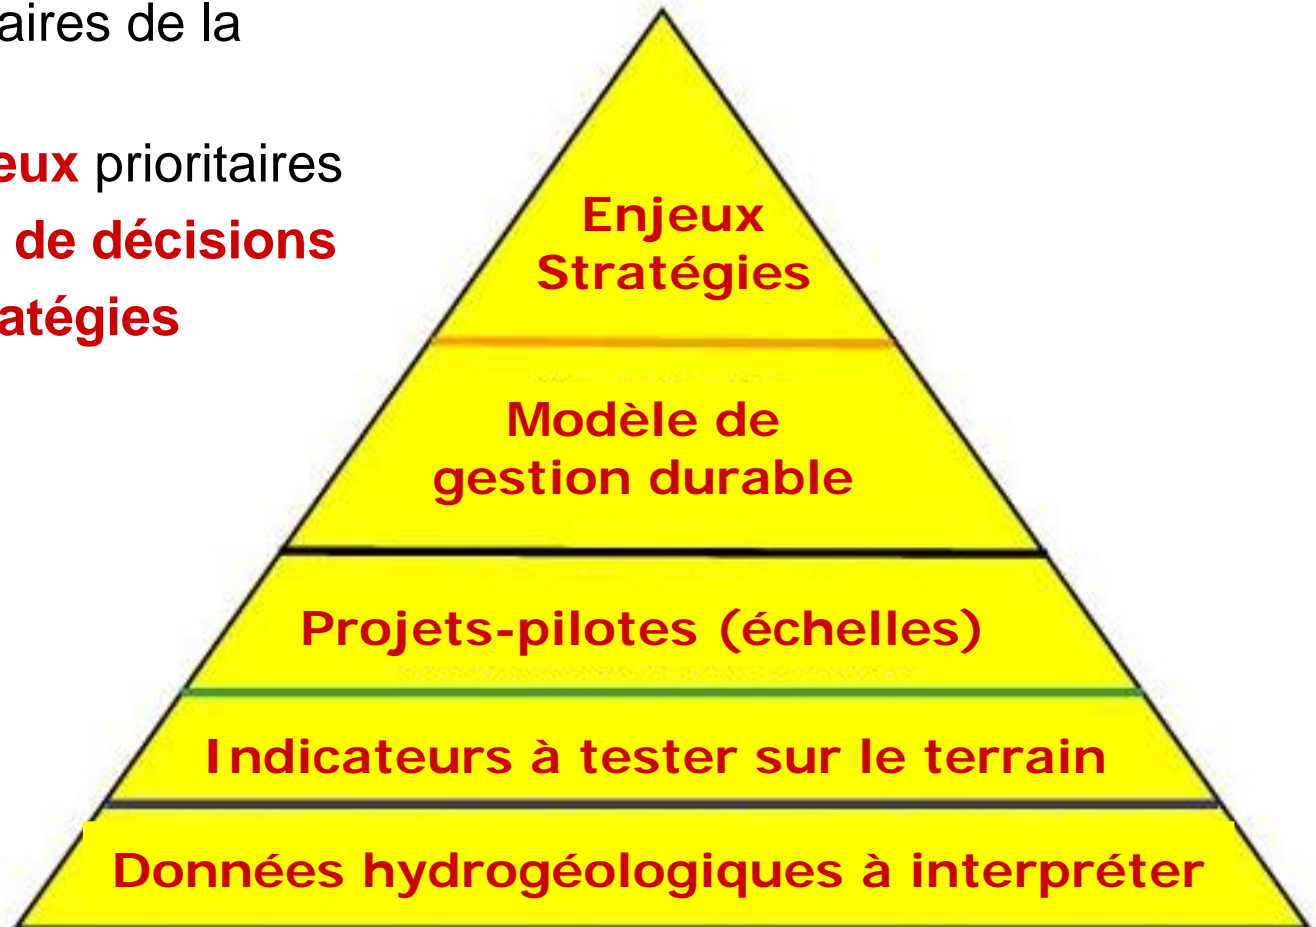 aires de la
eux prioritaires
de décisions
atégies
Enjeux
Stratégies
Modèle de
gestion durable
Projets-pilotes (échelles)
Indicateurs à tester sur le terrain
Données hydrogéologiques à interpréter